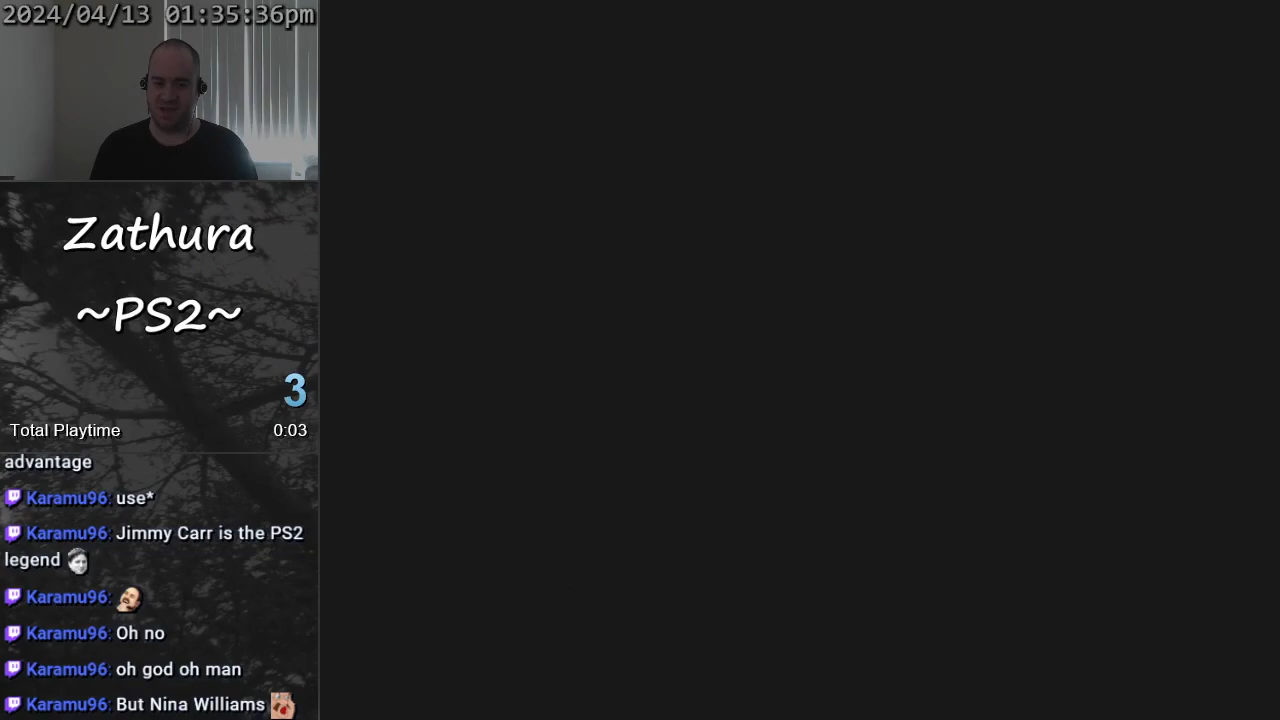 2024/04/13 01:35:36pm
Zathura
~PS2~
3
Total Playtime 0:03
advantage
Karamu96: use*
Karamu96: Jimmy Carr is the PS2
legend
Karamu96:
Karamu96: Oh no
Karamu96: oh god oh man
Karamu96: But Nina Williams